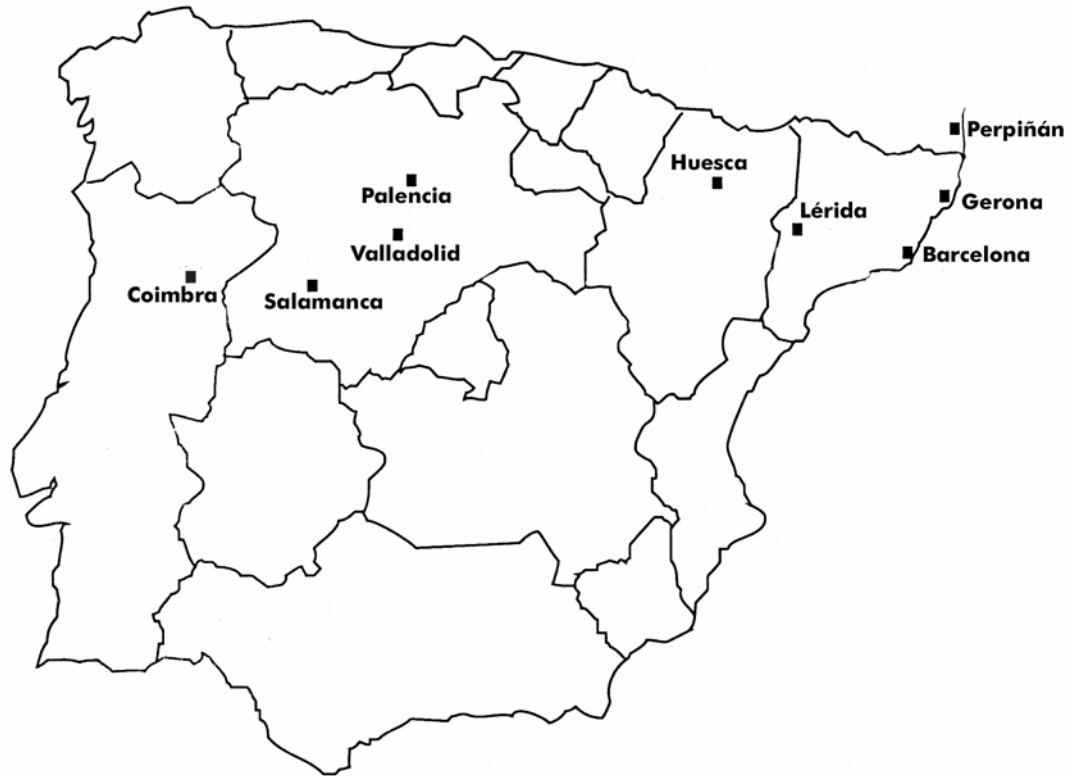 Perpiñán
Huesca
Palencia
Gerona
Lérida
Valladolid
Barcelona
Coimbra
Salamanca